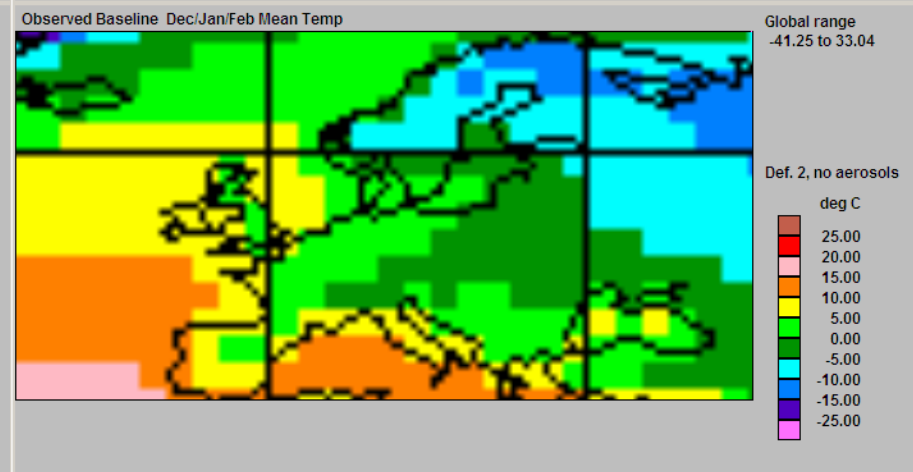 Observed Baseline  Dec/Jan/Feb Mean Temp
Global range
-41.25 to 33.04
Def. 2, no aerosols
deg C
25.00
20.00
15.00
10.00
5.00
0.00
-5.00
-10.00
-15.00
-25.00